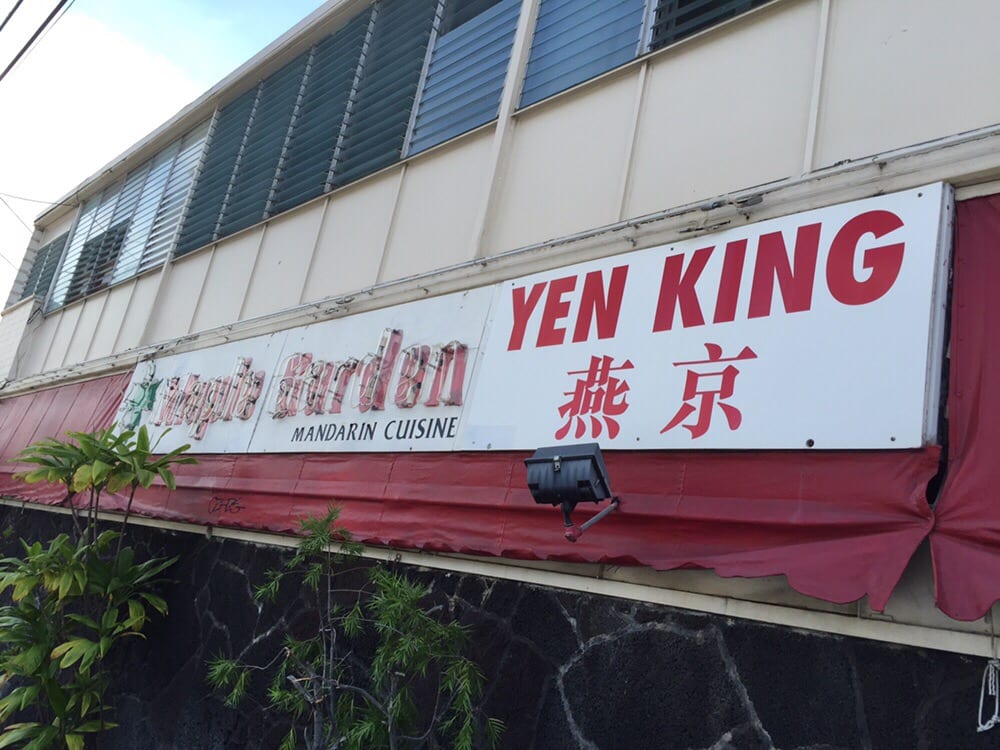 Maple Garden
MANDARIN CUISINE
YEN KING
燕京